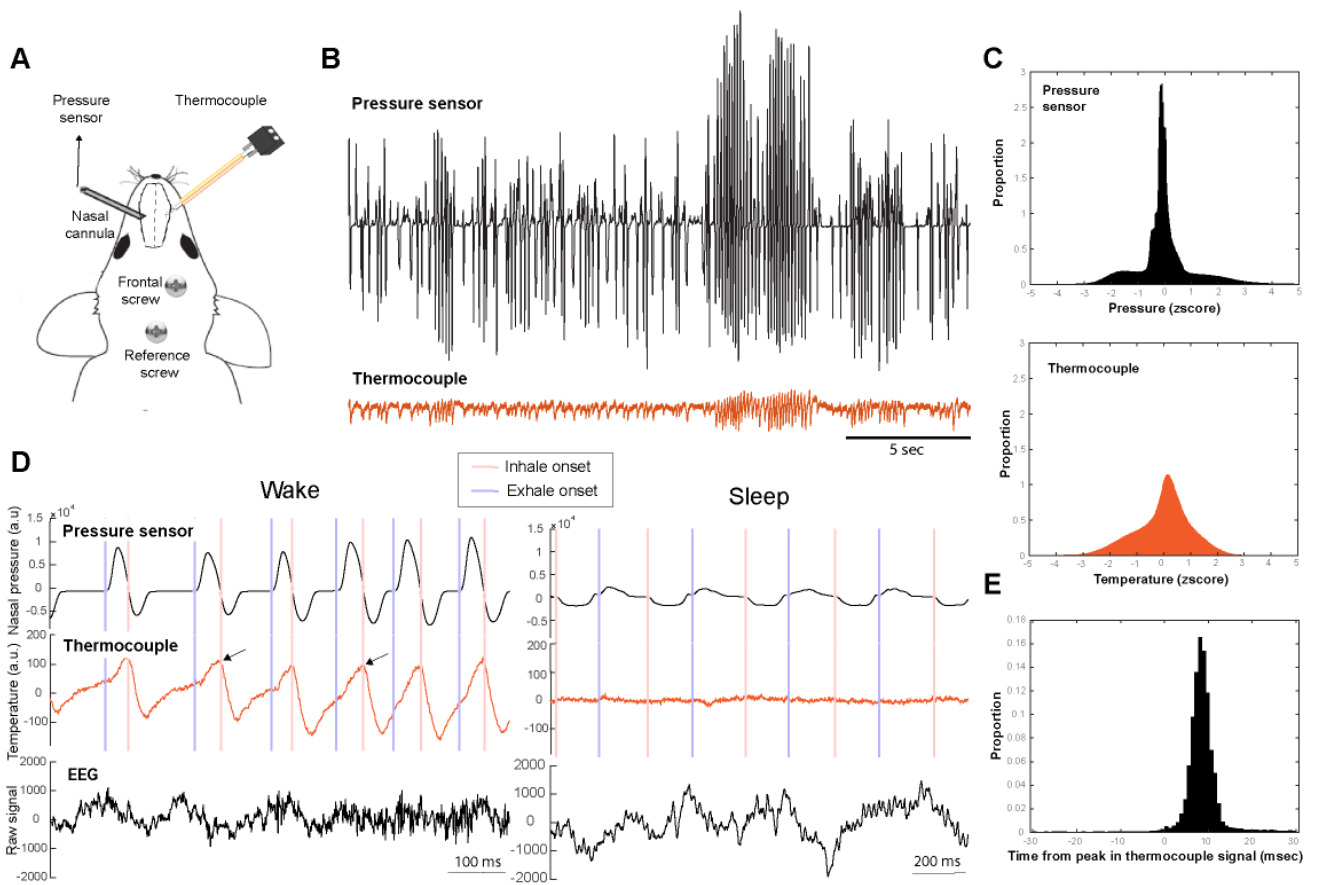 A
Pressure
sensor
Thermocouple
Nasal
cannula
Frontal
screw
Reference
screw
B
Pressure sensor
Thermocouple
5 sec
C
Pressure
sensor
Proportion
3
2.5
2
1.5
1
0.5
0
-5 -4 -3 -2 -1 0 1 2 3 4 5
Pressure (zscore)
Thermocouple
Proportion
3
2.5
2
1.5
1
0.5
0
-5 -4 -3 -2 -1 0 1 2 3 4 5
Temperature (zscore)
D
Inhale onset
Exhale onset
Wake
Sleep
Pressure sensor
Nasal pressure (a.u)
×10⁴
1.5
1
0.5
0
-0.5
×10⁴
1.5
1
0.5
0
-0.5
Thermocouple
Temperature (a.u.)
200
100
0
-100
200
100
0
-100
EEG
Raw signal
2000
1000
0
-1000
-2000
2000
1000
0
-1000
-2000
100 ms
200 ms
E
Proportion
0.18
0.16
0.14
0.12
0.10
0.08
0.06
0.04
0.02
0
-30 -20 -10 0 10 20 30
Time from peak in thermocouple signal (msec)